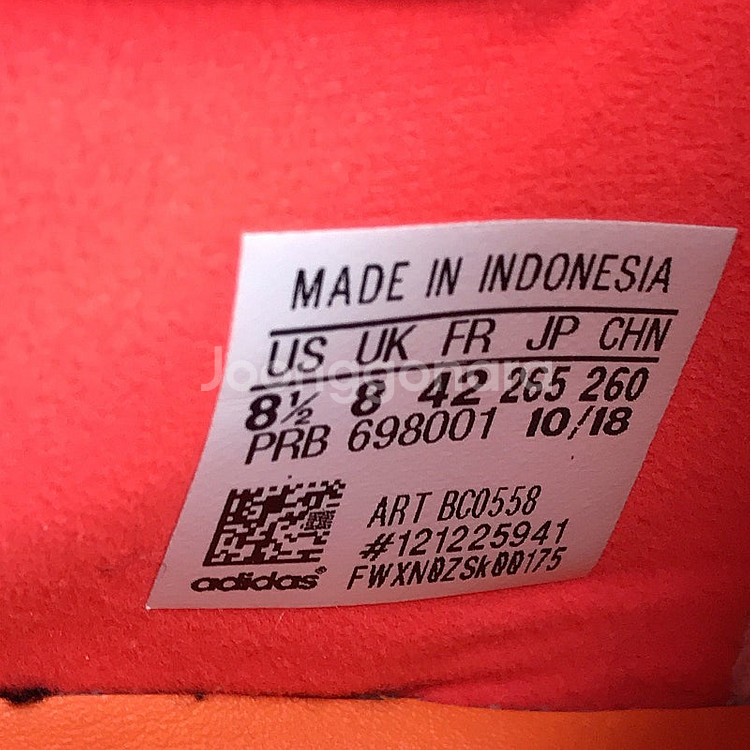 MADE IN INDONESIA
US UK FR JP CHN
8½ 8 42 265 260
PRB 698001 10/18
ART BC0558
#121225941
adidas FWXN0ZSk00175
Joonggonara